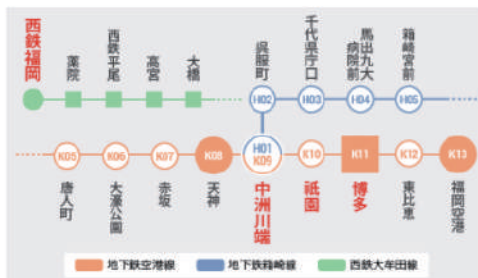 西鉄福岡
薬院
西鉄平尾
高宮
大橋
呉服町
千代県庁口
馬出九大病院前
箱崎宮前
H02
H03
H04
H05
K05
K06
K07
K08
H01
K09
K10
K11
K12
K13
唐人町
大濠公園
赤坂
天神
中洲川端
祇園
博多
東比恵
福岡空港
地下鉄空港線
地下鉄箱崎線
西鉄大牟田線